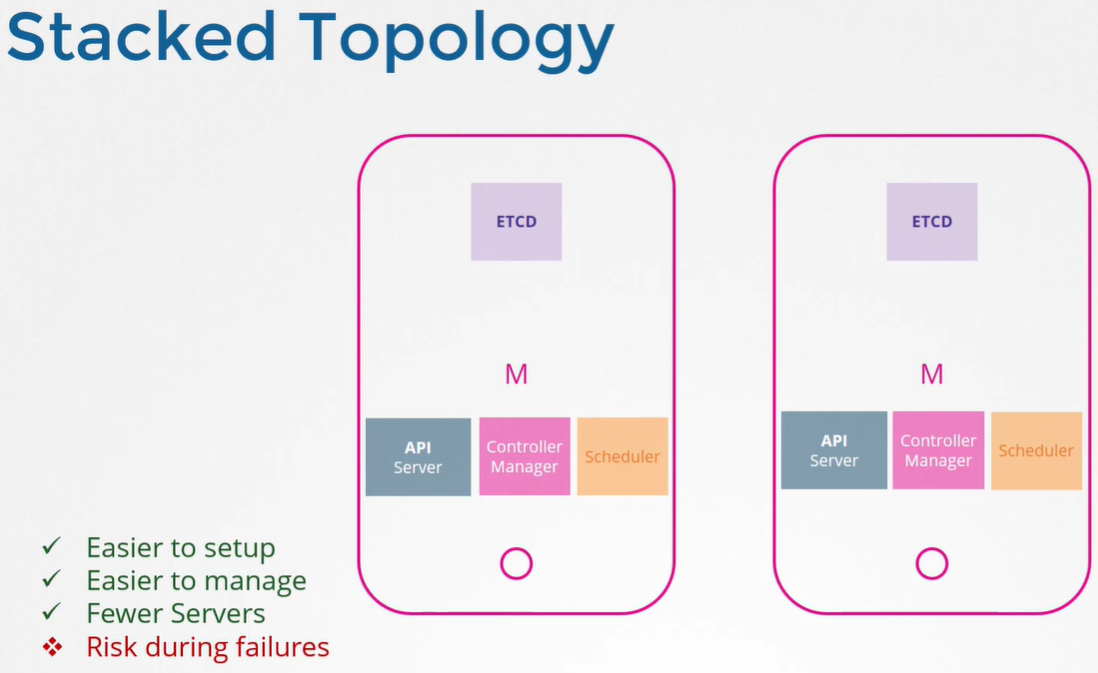 Stacked Topology
ETCD
ETCD
M
M
API
Server
Controller
Manager
Scheduler
API
Server
Controller
Manager
Scheduler
Easier to setup
Easier to manage
Fewer Servers
Risk during failures